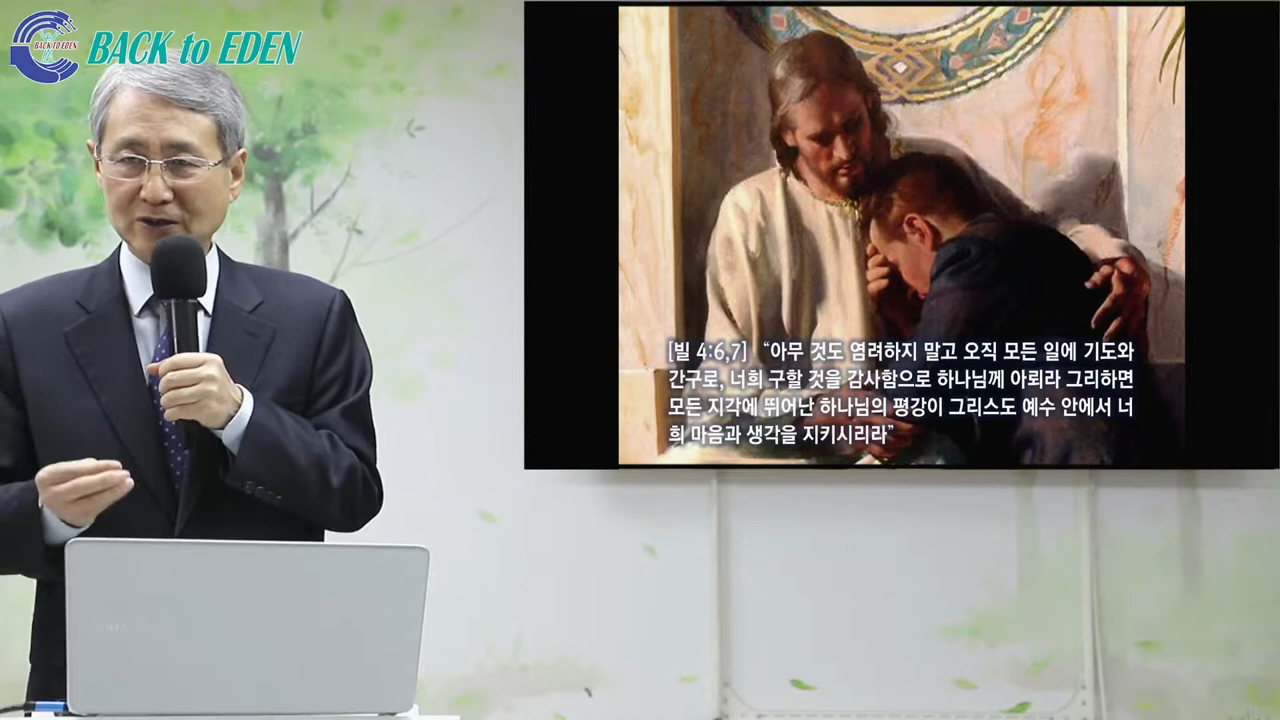 BACK TO EDEN
BACK to EDEN
[빌 4:6,7] “아무 것도 염려하지 말고 오직 모든 일에 기도와
간구로, 너희 구할 것을 감사함으로 하나님께 아뢰라 그리하면
모든 지각에 뛰어난 하나님의 평강이 그리스도 예수 안에서 너
희 마음과 생각을 지키시리라”